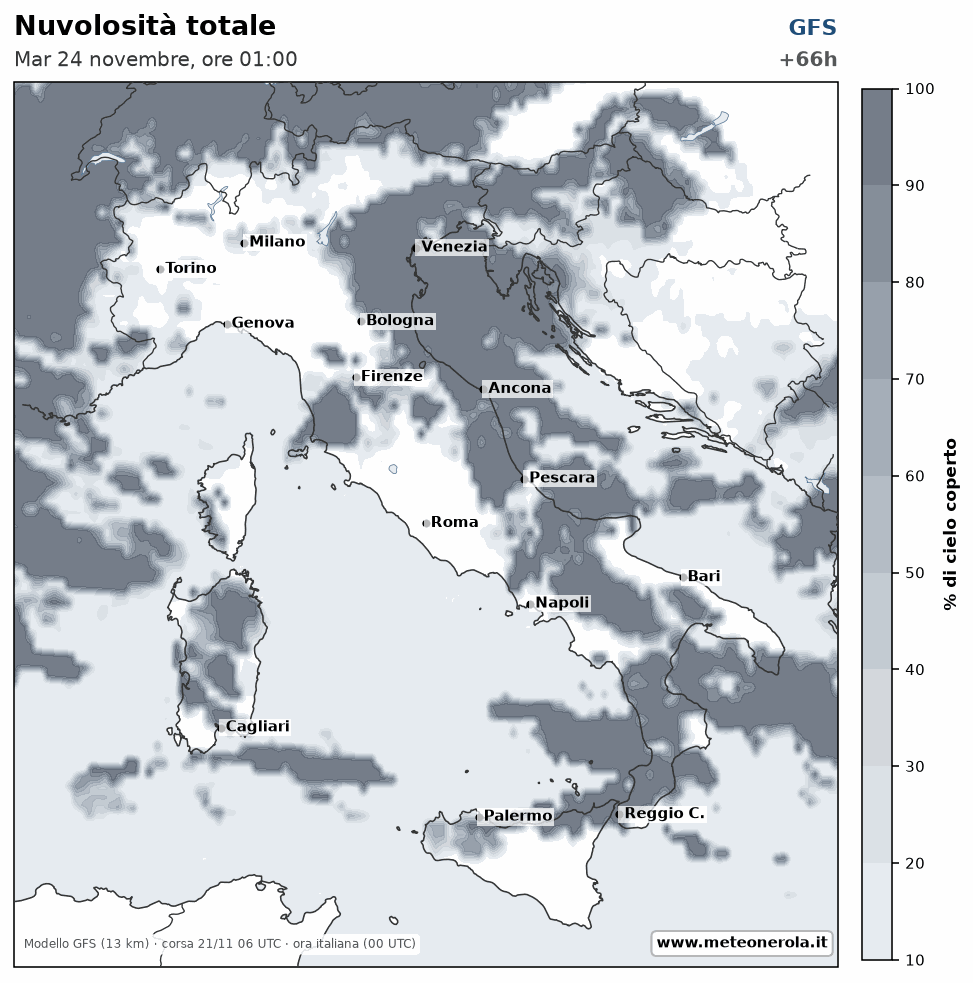 Nuvolosità totale
GFS
Mar 24 novembre, ore 01:00
+66h
100
90
80
70
60
50
40
30
20
10
% di cielo coperto
Venezia
Milano
Torino
Genova
Bologna
Firenze
Ancona
Pescara
Roma
Bari
Napoli
Cagliari
Palermo
Reggio C.
Modello GFS (13 km) · corsa 21/11 06 UTC · ora italiana (00 UTC)
www.meteonerola.it